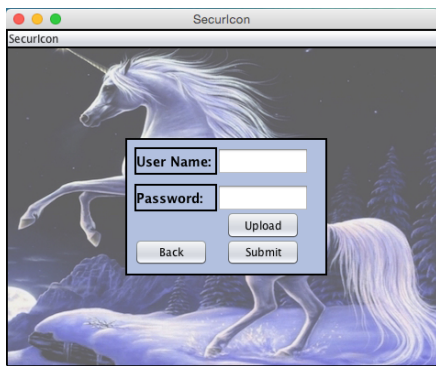 SecurIcon
SecurIcon
User Name:
Password:
Upload
Back Submit